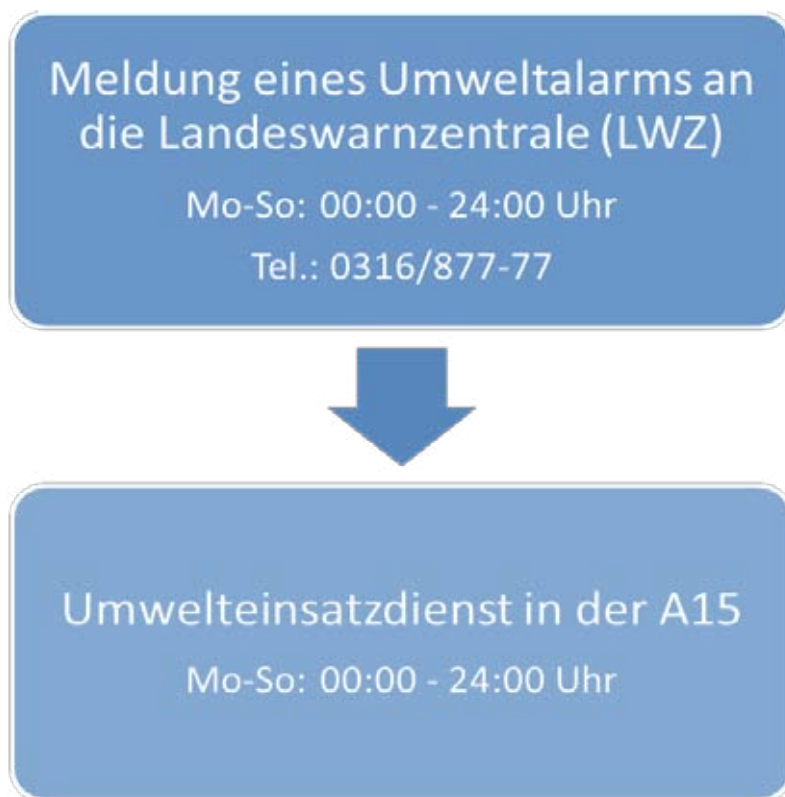 Meldung eines Umweltalarms an
die Landeswarnzentrale (LWZ)
Mo-So: 00:00 - 24:00 Uhr
Tel.: 0316/877-77
Umwelteinsatzdienst in der A15
Mo-So: 00:00 - 24:00 Uhr